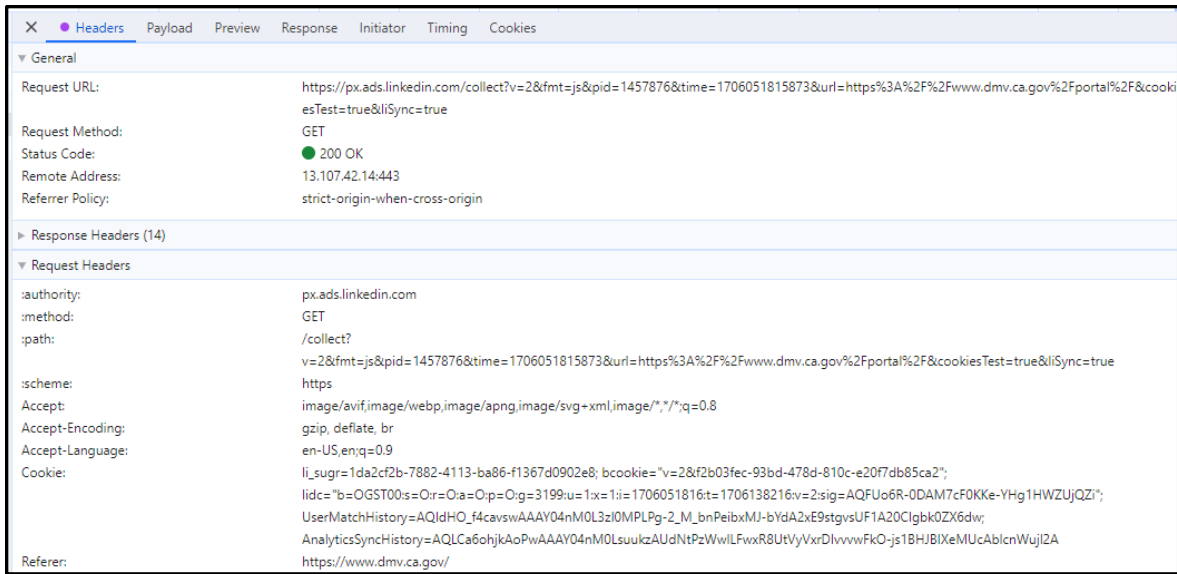 Headers Payload Preview Response Initiator Timing Cookies
General
Request URL: https://px.ads.linkedin.com/collect?v=2&fmt=js&pid=1457876&time=1706051815873&url=https%3A%2F%2Fwww.dmv.ca.gov%2Fportal%2F&cooki
esTest=true&liSync=true
Request Method: GET
Status Code: 200 OK
Remote Address: 13.107.42.14:443
Referrer Policy: strict-origin-when-cross-origin
Response Headers (14)
Request Headers
:authority: px.ads.linkedin.com
:method: GET
:path: /collect?
v=2&fmt=js&pid=1457876&time=1706051815873&url=https%3A%2F%2Fwww.dmv.ca.gov%2Fportal%2F&cookiesTest=true&liSync=true
:scheme: https
Accept: image/avif,image/webp,image/apng,image/svg+xml,image/*,*/*;q=0.8
Accept-Encoding: gzip, deflate, br
Accept-Language: en-US,en;q=0.9
Cookie: li_sugr=1da2cf2b-7882-4113-ba86-f1367d0902e8; bcookie="v=2&f2b03fec-93bd-478d-810c-e20f7db85ca2";
lidc="b=OGST00:s=O:r=O:a=O:p=O:g=3199:u=1:x=1:i=1706051816:t=1706138216:v=2:sig=AQFUo6R-0DAM7cF0KKe-YHg1HWZUjQZi";
UserMatchHistory=AQIdHO_f4cavswAAAY04nM0L3zI0MPLPg-2_M_bnPeibxMJ-bYdA2xE9stgvsUF1A20CIgbk0ZX6dw;
AnalyticsSyncHistory=AQLCa6ohjkAoPwAAAY04nM0LsuukzAUdNtPzWwILFwxR8UtVyVxrDIvvvwFkO-js1BHJBIXeMUcAblcnWujI2A
Referer: https://www.dmv.ca.gov/